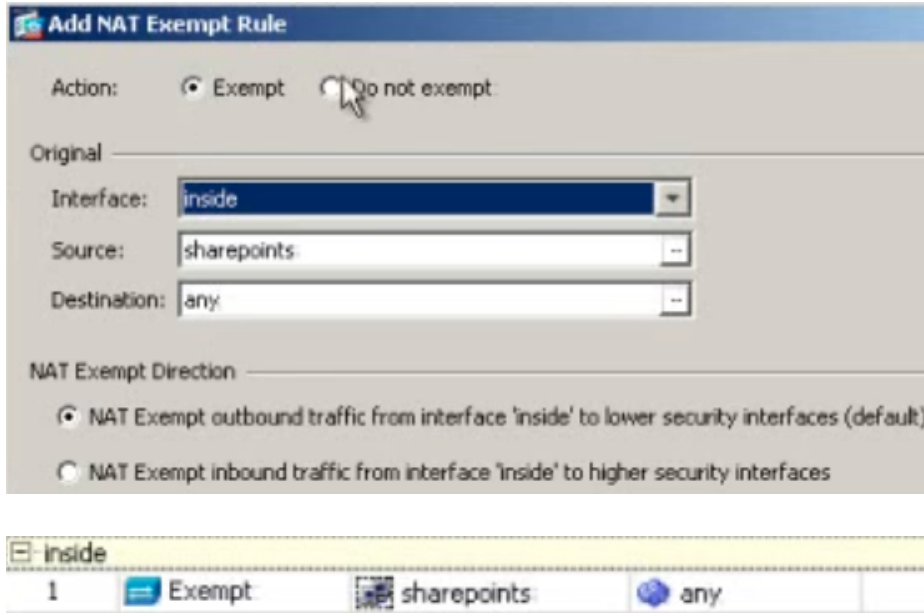 Add NAT Exempt Rule
Action: Exempt Do not exempt
Original
Interface: inside
Source: sharepoints
Destination: any
NAT Exempt Direction
NAT Exempt outbound traffic from interface 'inside' to lower security interfaces (default)
NAT Exempt inbound traffic from interface 'inside' to higher security interfaces
inside
1 Exempt sharepoints any